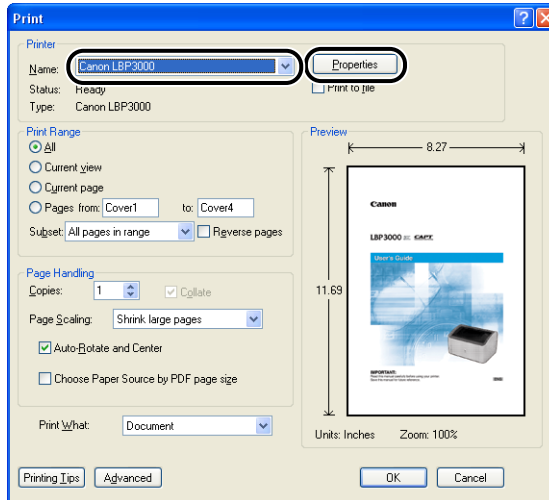 Print
Printer
Name: Canon LBP3000 Properties
Status: Ready Print to file
Type: Canon LBP3000
Print Range
All
Current view
Current page
Pages from: Cover1 to: Cover4
Subset: All pages in range Reverse pages
Page Handling
Copies: 1 Collate
Page Scaling: Shrink large pages
Auto-Rotate and Center
Choose Paper Source by PDF page size
Print What: Document
Preview
8.27
11.69
Canon
LBP3000 CAPT
User's Guide
IMPORTANT:
Units: Inches Zoom: 100%
Printing Tips Advanced OK Cancel